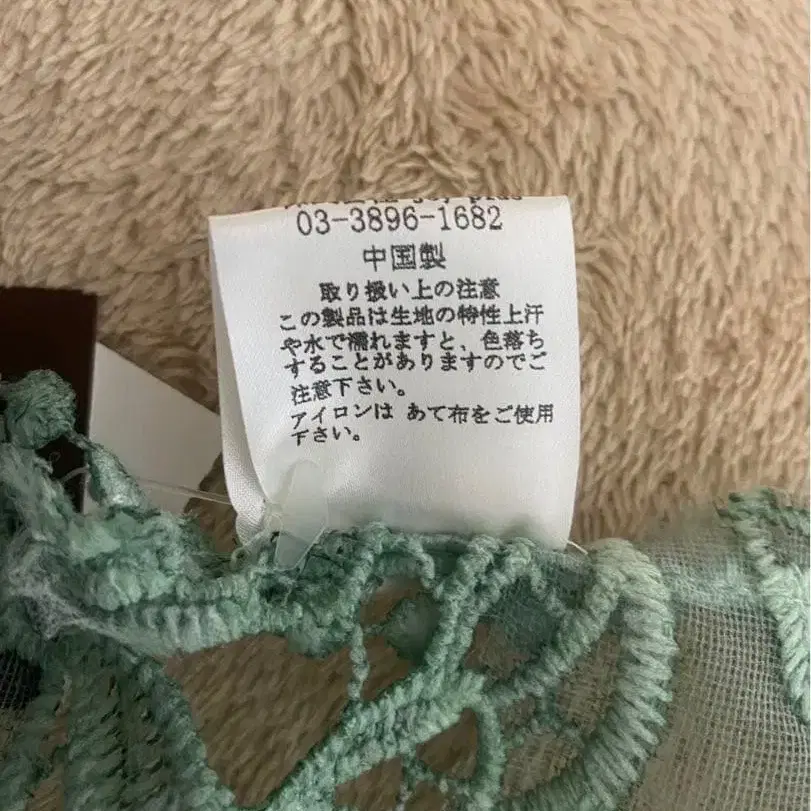 03-3896-1682
中国製
取り扱い上の注意
この製品は生地の特性上汗
や水で濡れますと、色落ち
することがありますのでご
注意下さい。
アイロンは あて布をご使用
下さい。